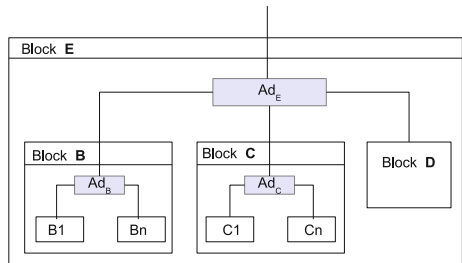 Block E
Ad_E
Block B
Block C
Block D
Ad_B
Ad_C
B1
Bn
C1
Cn